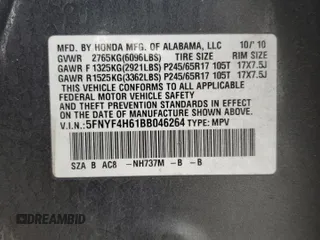 MFD. BY HONDA MFG. OF ALABAMA, LLC 10/'10
GVWR 2765KG(6096LBS) TIRE SIZE RIM SIZE
GAWR F 1325KG(2921LBS) P245/65R17 105T 17X7.5J
GAWR R 1525KG(3362LBS) P245/65R17 105T 17X7.5J
THIS VEHICLE CONFORMS TO ALL APPLICABLE
FEDERAL MOTOR VEHICLE SAFETY AND THEFT
PREVENTION STANDARDS IN EFFECT ON THE DATE
OF MANUFACTURE SHOWN ABOVE.
V.I.N.: 5FNYF4H61BB046264 TYPE: MPV
SZA B AC8 -NH737M -B -B
DREAMBID